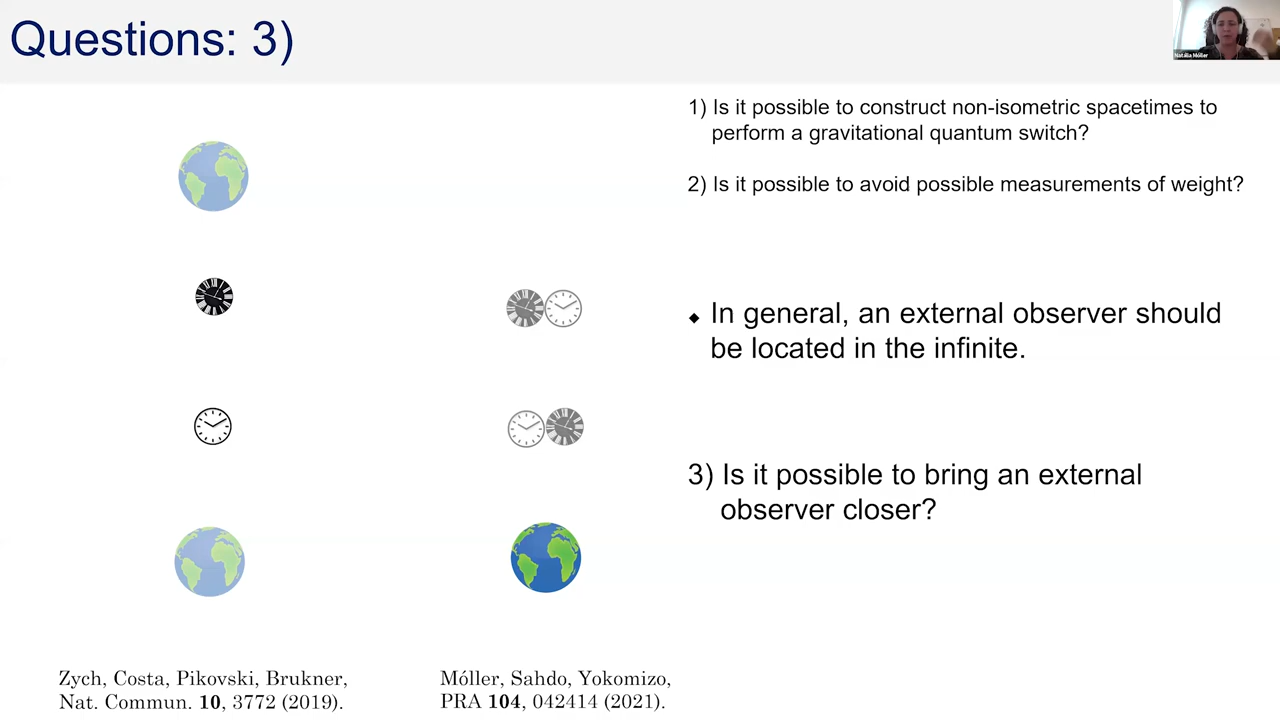 Questions: 3)
Natália Móller
1) Is it possible to construct non-isometric spacetimes to
perform a gravitational quantum switch?
2) Is it possible to avoid possible measurements of weight?
⬥ In general, an external observer should
be located in the infinite.
3) Is it possible to bring an external
observer closer?
Zych, Costa, Pikovski, Brukner,
Nat. Commun. 10, 3772 (2019).
Móller, Sahdo, Yokomizo,
PRA 104, 042414 (2021).